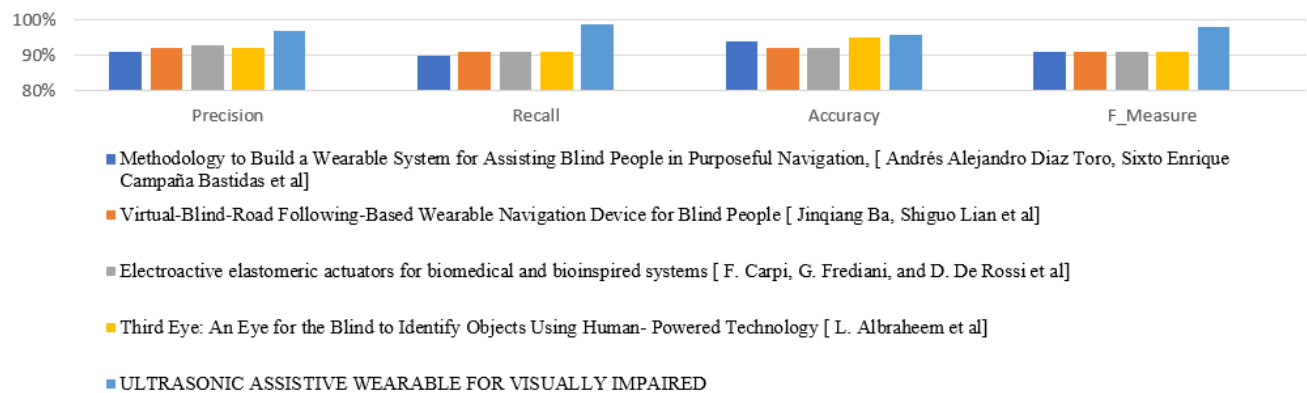 100%
90%
80%
Precision Recall Accuracy F_Measure
Methodology to Build a Wearable System for Assisting Blind People in Purposeful Navigation, [ Andrés Alejandro Diaz Toro, Sixto Enrique
Campaña Bastidas et al]
Virtual-Blind-Road Following-Based Wearable Navigation Device for Blind People [ Jinqiang Ba, Shiguo Lian et al]
Electroactive elastomeric actuators for biomedical and bioinspired systems [ F. Carpi, G. Frediani, and D. De Rossi et al]
Third Eye: An Eye for the Blind to Identify Objects Using Human- Powered Technology [ L. Albraheem et al]
ULTRASONIC ASSISTIVE WEARABLE FOR VISUALLY IMPAIRED